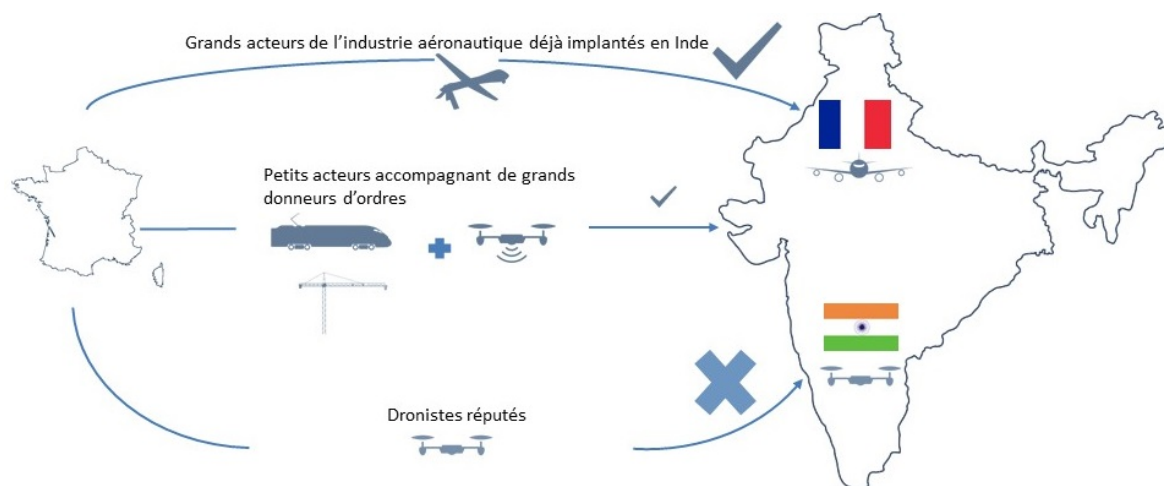 Grands acteurs de l’industrie aéronautique déjà implantés en Inde
Petits acteurs accompagnant de grands
donneurs d’ordres
Dronistes réputés